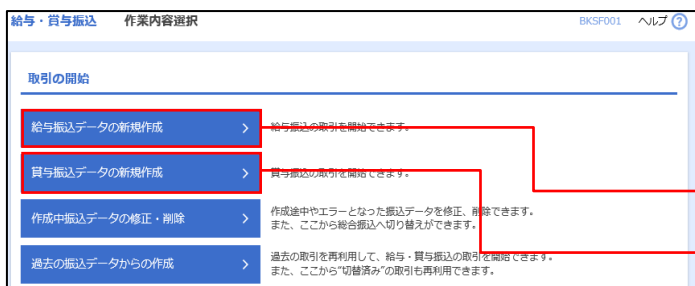 給与・賞与振込 作業内容選択 BKSF001 ヘルプ ?
取引の開始
給与振込データの新規作成 > 給与振込の取引を開始できます。
賞与振込データの新規作成 > 賞与振込の取引を開始できます。
作成中振込データの修正・削除 > 作成途中やエラーとなった振込データを修正、削除できます。
また、ここから総合振込へ切り替えができます。
過去の振込データからの作成 > 過去の取引を再利用して、給与・賞与振込の取引を開始できます。
また、ここから"切替済み"の取引も再利用できます。